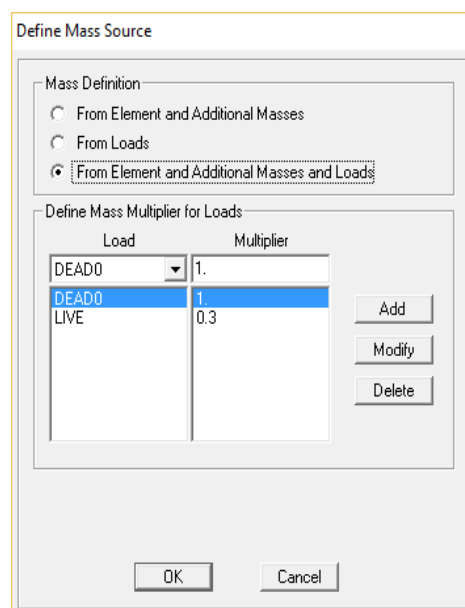 Define Mass Source
Mass Definition
From Element and Additional Masses
From Loads
From Element and Additional Masses and Loads
Define Mass Multiplier for Loads
Load Multiplier
DEAD0 1.
DEAD0 1.
LIVE 0.3
Add
Modify
Delete
OK Cancel